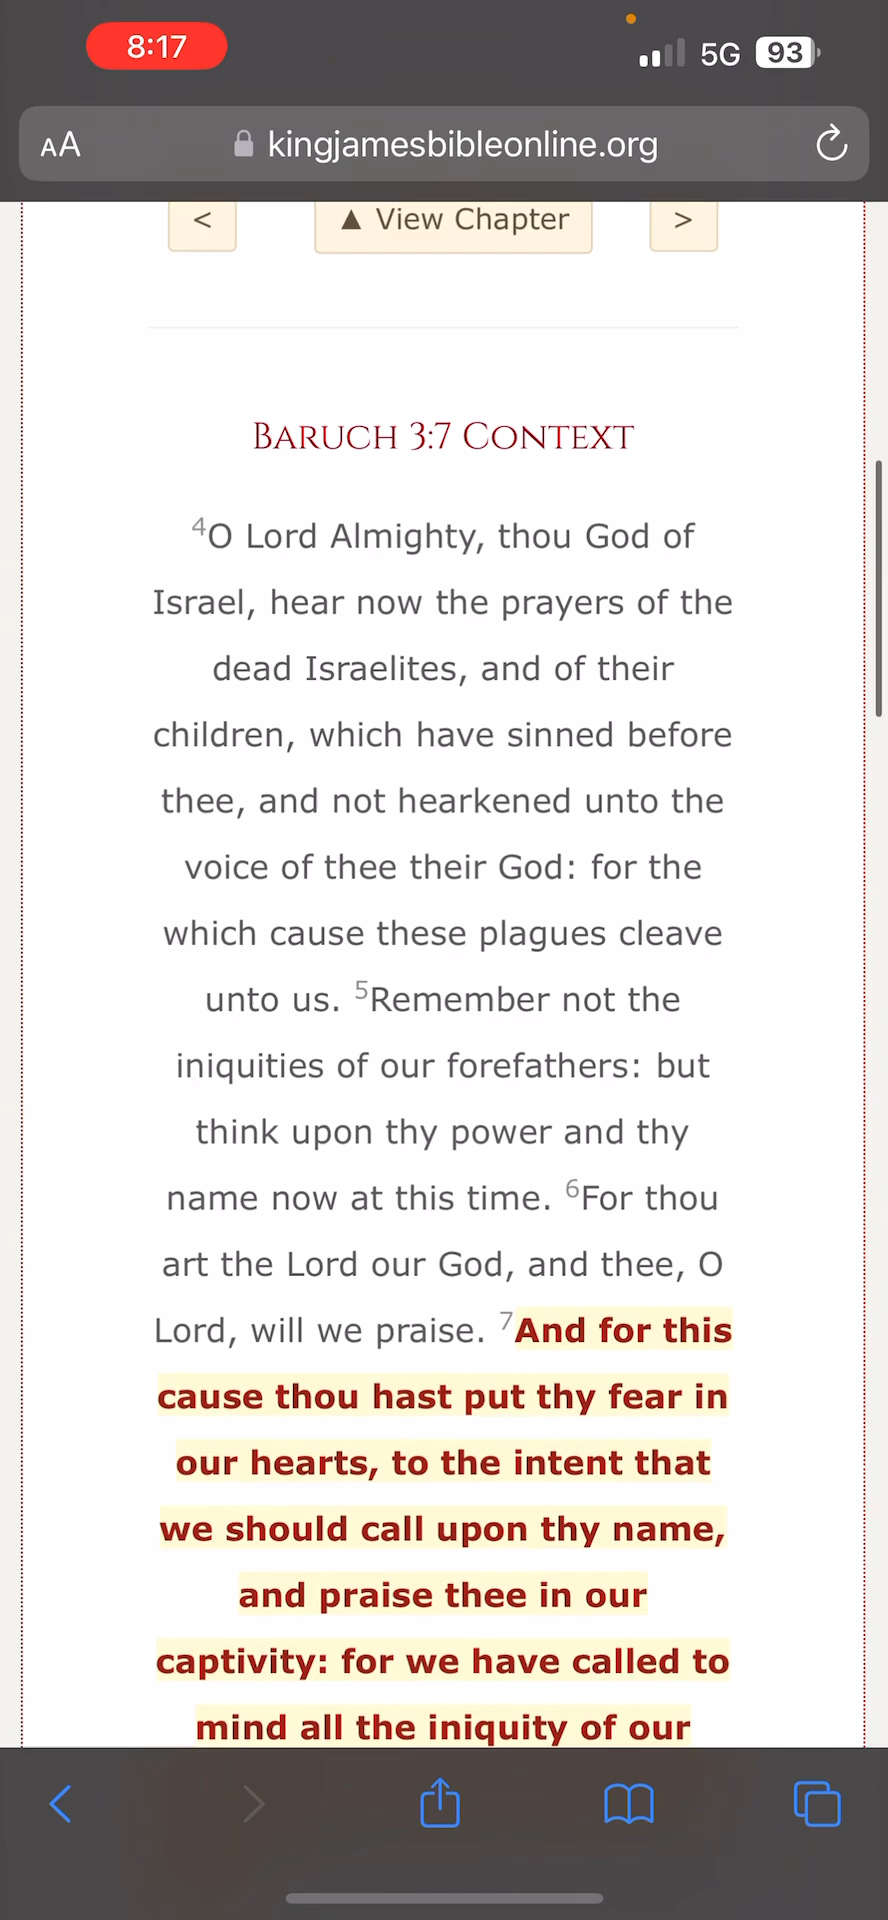 8:17
5G 93
AA kingjamesbibleonline.org
< ▲ View Chapter >
Baruch 3:7 Context
4O Lord Almighty, thou God of
Israel, hear now the prayers of the
dead Israelites, and of their
children, which have sinned before
thee, and not hearkened unto the
voice of thee their God: for the
which cause these plagues cleave
unto us. 5Remember not the
iniquities of our forefathers: but
think upon thy power and thy
name now at this time. 6For thou
art the Lord our God, and thee, O
Lord, will we praise. 7And for this
cause thou hast put thy fear in
our hearts, to the intent that
we should call upon thy name,
and praise thee in our
captivity: for we have called to
mind all the iniquity of our